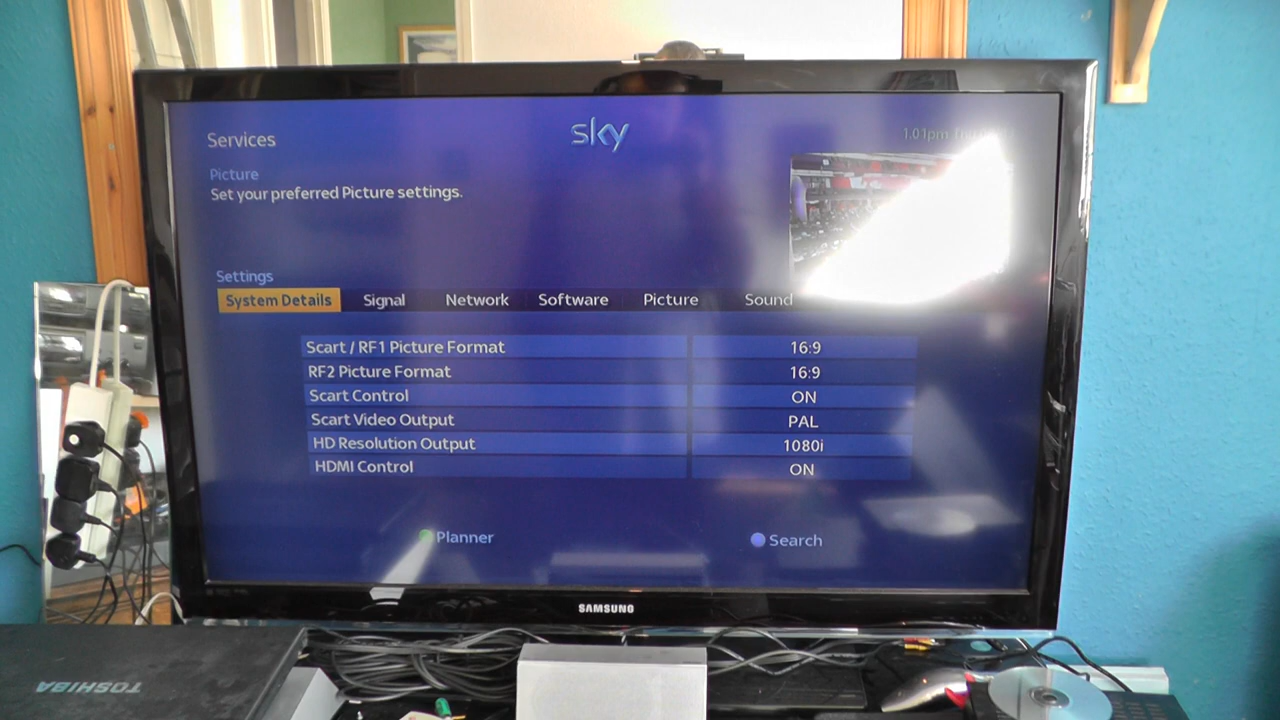 Services
sky
1.01pm
Picture
Set your preferred Picture settings.
Settings
System Details Signal Network Software Picture Sound
Scart / RF1 Picture Format 16:9
RF2 Picture Format 16:9
Scart Control ON
Scart Video Output PAL
HD Resolution Output 1080i
HDMI Control ON
Planner Search
SAMSUNG
TOSHIBA